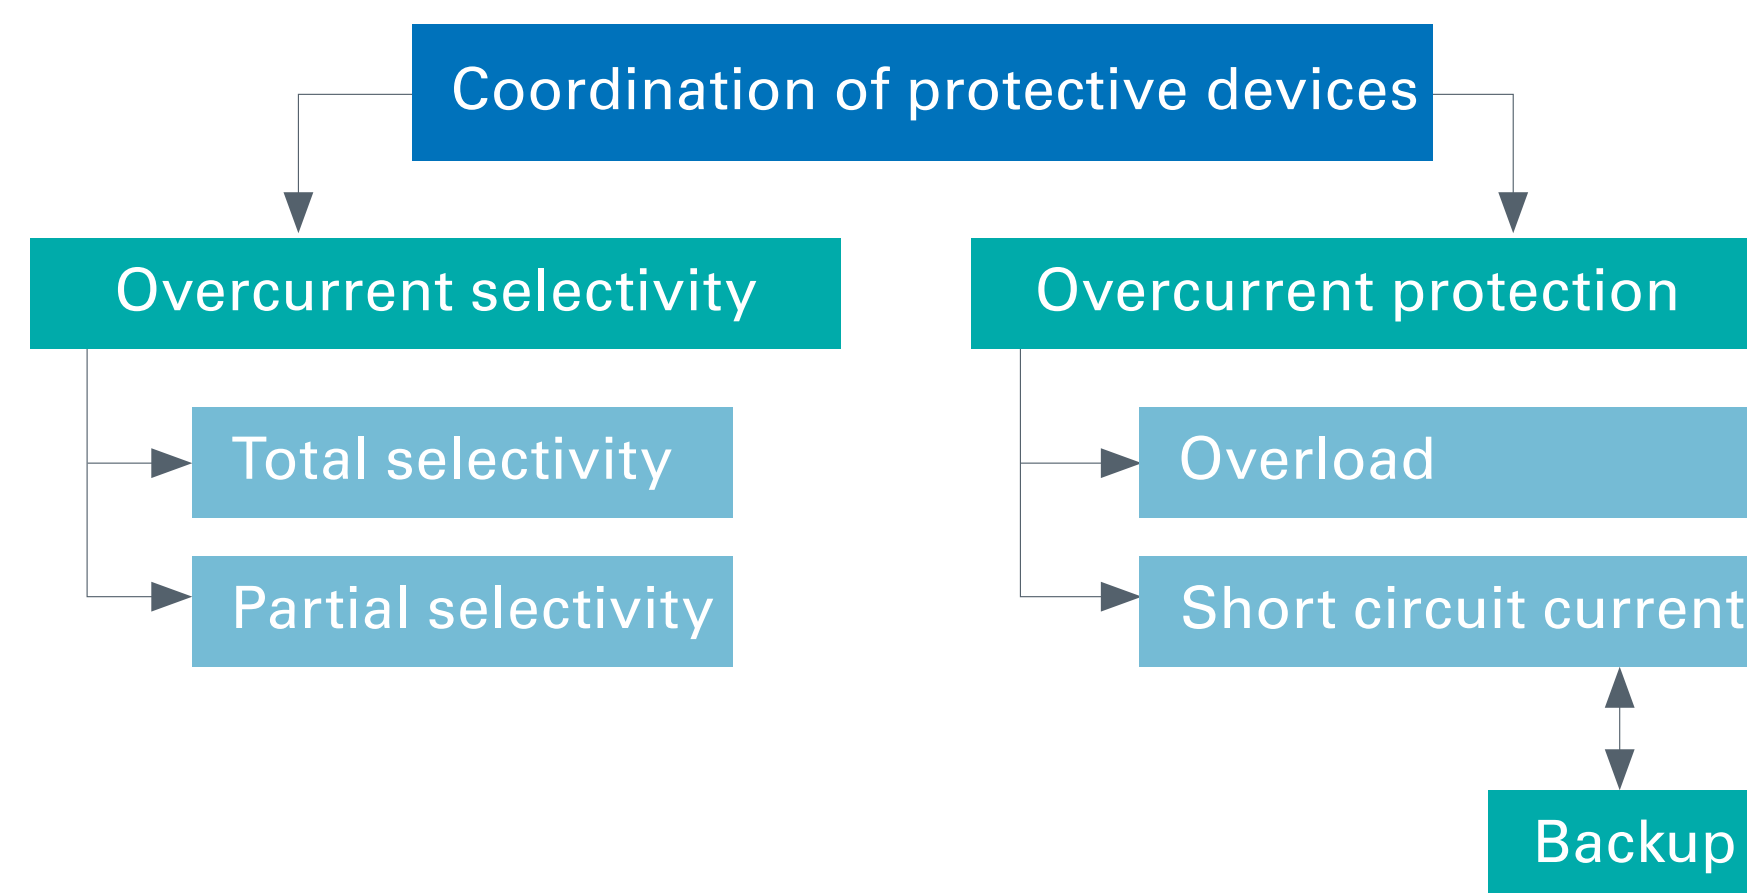 Coordination of protective devices
Overcurrent selectivity
Overcurrent protection
Total selectivity
Overload
Partial selectivity
Short circuit current
Backup